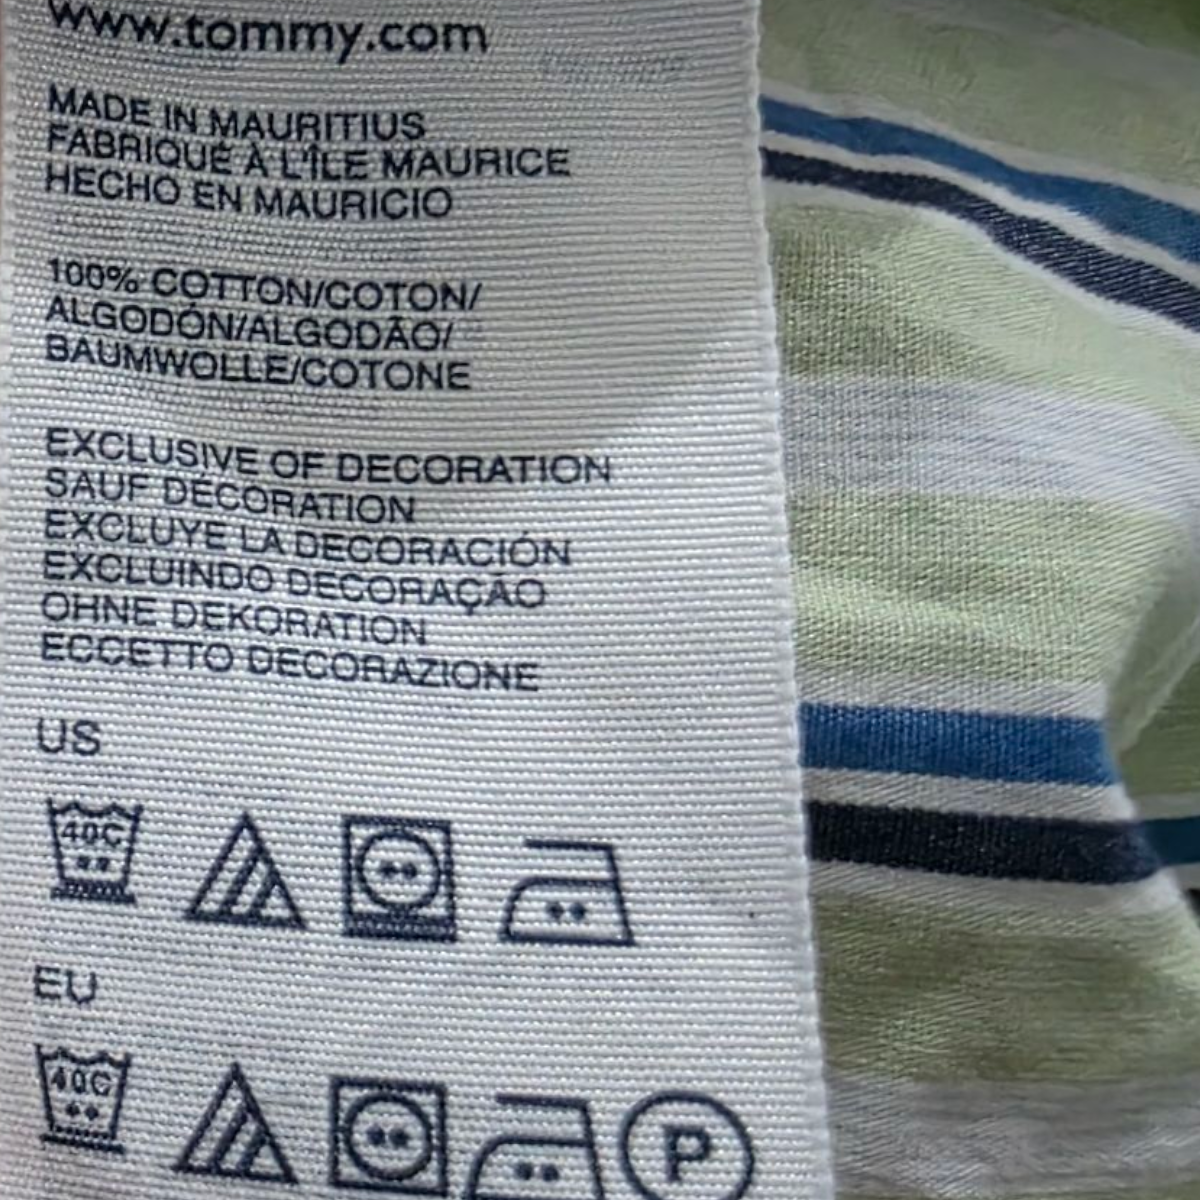 www.tommy.com
MADE IN MAURITIUS
FABRIQUÉ À L'ÎLE MAURICE
HECHO EN MAURICIO
100% COTTON/COTON/
ALGODÓN/ALGODÃO/
BAUMWOLLE/COTONE
EXCLUSIVE OF DECORATION
SAUF DÉCORATION
EXCLUYE LA DECORACIÓN
EXCLUINDO DECORAÇÃO
OHNE DEKORATION
ECCETTO DECORAZIONE
US
40C
EU
40C
P